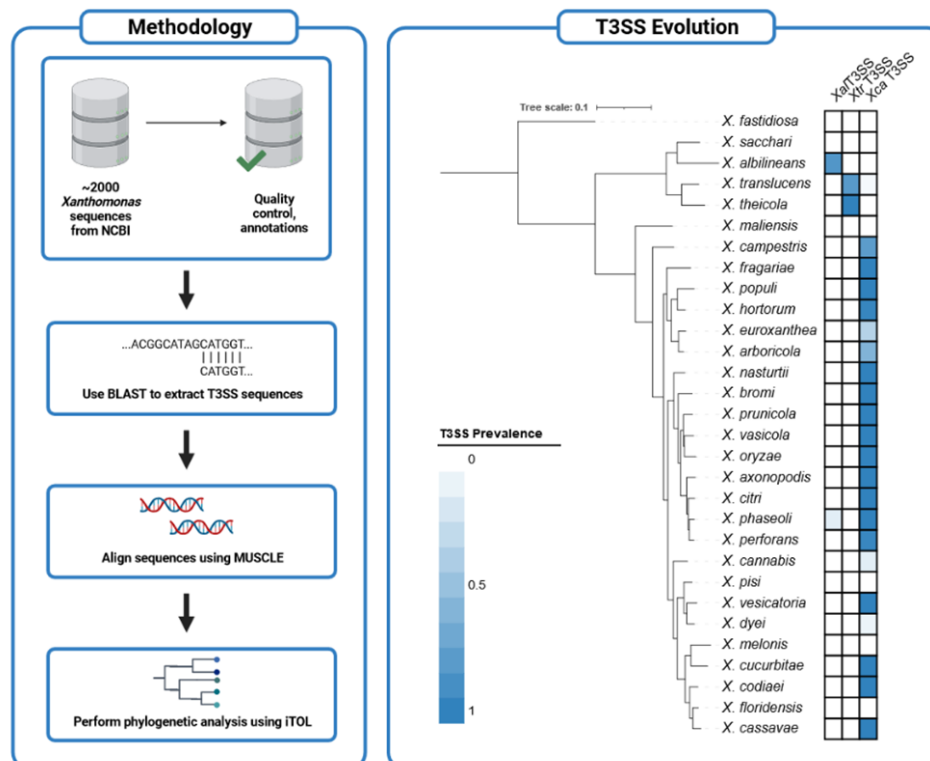 Methodology
~2000
Xanthomonas
sequences
from NCBI
Quality
control,
annotations
...ACGGCATAGCATGGT...
CATGGT...
Use BLAST to extract T3SS sequences
Align sequences using MUSCLE
Perform phylogenetic analysis using iTOL
T3SS Evolution
Tree scale: 0.1
Xal T3SS
Xtr T3SS
Xca T3SS
X. fastidiosa
X. sacchari
X. albilineans
X. translucens
X. theicola
X. maliensis
X. campestris
X. fragariae
X. populi
X. hortorum
X. euroxanthea
X. arboricola
X. nasturtii
X. bromi
X. prunicola
X. vasicola
X. oryzae
X. axonopodis
X. citri
X. phaseoli
X. perforans
X. cannabis
X. pisi
X. vesicatoria
X. dyei
X. melonis
X. cucurbitae
X. codiaei
X. floridensis
X. cassavae
T3SS Prevalence
0
0.5
1